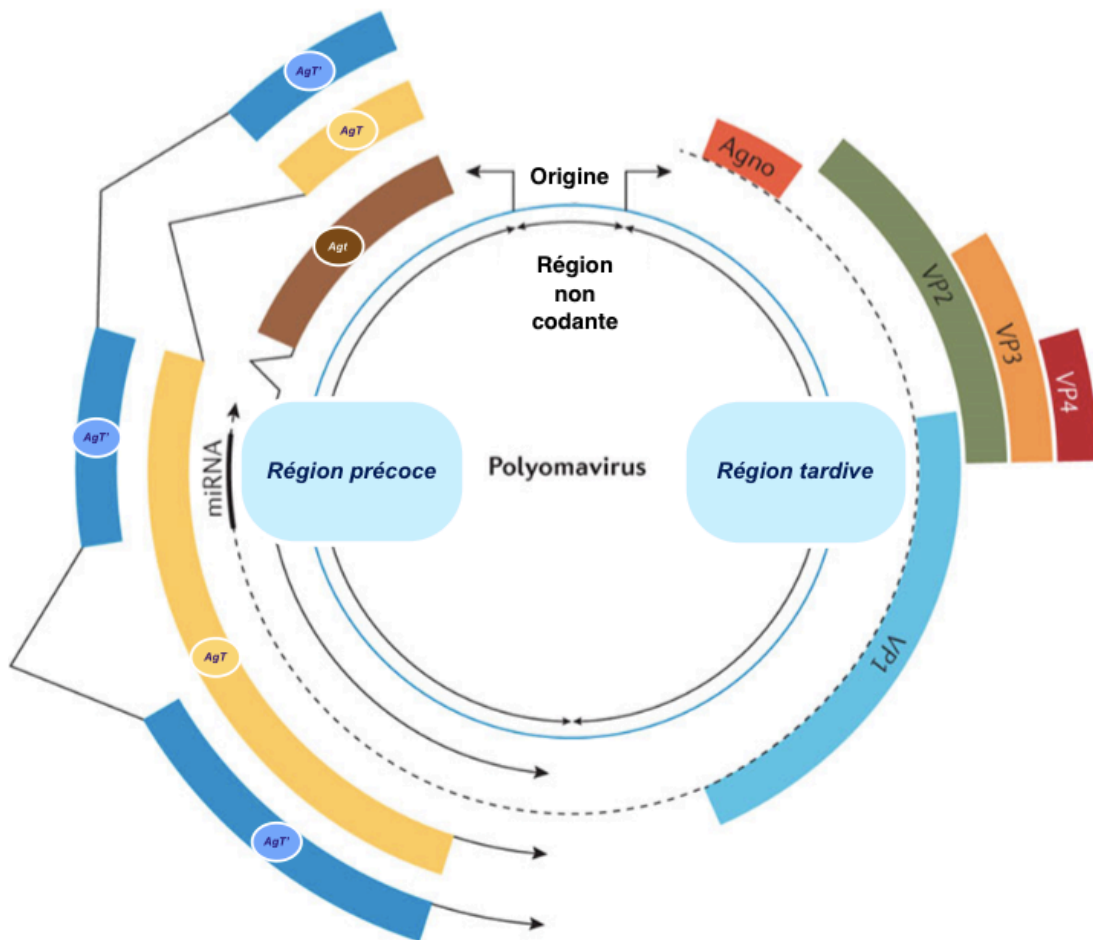 AgT'
AgT
Agt
Origine
Région
non
codante
Agno
VP2
VP3
VP4
AgT'
miRNA
Région précoce
Polyomavirus
Région tardive
AgT
VP1
AgT'